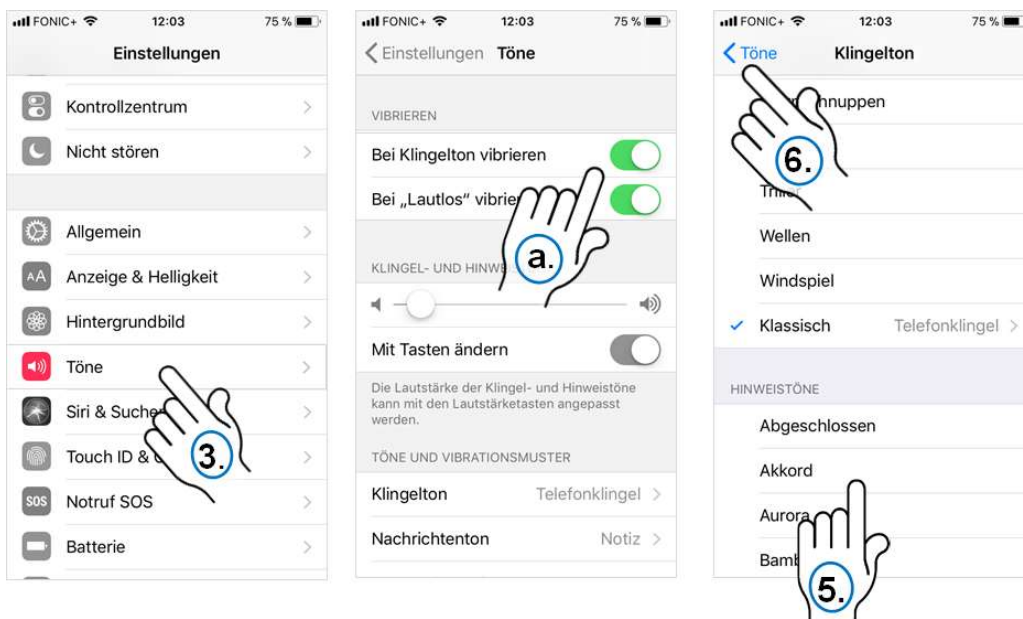 FONIC+ 12:03 75 %
Einstellungen
Kontrollzentrum
Nicht stören
Allgemein
Anzeige & Helligkeit
Hintergrundbild
Töne
Siri &
Touch ID &
3.
SOS Notruf SOS
Batterie
FONIC+ 12:03 75 %
Einstellungen Töne
VIBRIEREN
Bei Klingelton vibrieren
Bei „Lautlos“
a.
KLINGEL- UND
Mit Tasten ändern
Die Lautstärke der Klingel- und Hinweistöne
kann mit den Lautstärketasten angepasst
werden.
TÖNE UND VIBRATIONSMUSTER
Klingelton Telefonklingel
Nachrichtenton Notiz
FONIC+ 12:03 75 %
Töne Klingelton
6.
Wellen
Windspiel
Klassisch Telefonklingel
HINWEISTÖNE
Abgeschlossen
Akkord
Aurora
5.